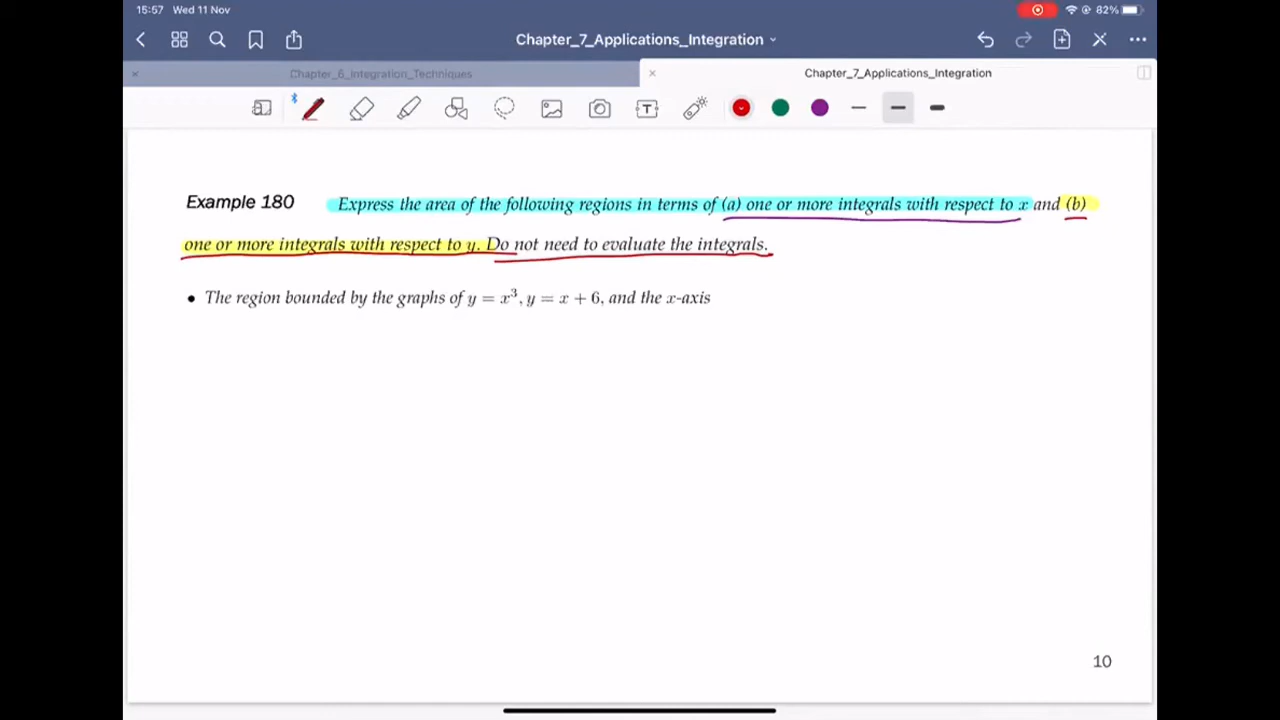 15:57 Wed 11 Nov
82%
Chapter_7_Applications_Integration
Chapter_6_Integration_Techniques
Chapter_7_Applications_Integration
Example 180 Express the area of the following regions in terms of (a) one or more integrals with respect to x and (b)
one or more integrals with respect to y. Do not need to evaluate the integrals.
• The region bounded by the graphs of y = x³, y = x + 6, and the x-axis
10